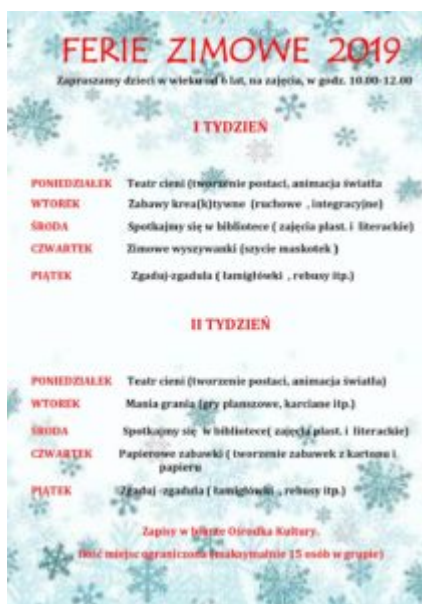 FERIE ZIMOWE 2019
Zapraszamy dzieci w wieku od 6 lat, na zajęcia, w godz. 10.00-12.00
I TYDZIEŃ
PONIEDZIAŁEK Teatr cieni (tworzenie postaci, animacja światła
WTOREK Zabawy krea(k)tywne (ruchowe , integracyjne)
ŚRODA Spotkajmy się w bibliotece ( zajęcia plast. i literackie)
CZWARTEK Zimowe wyszywanki (szycie maskotek )
PIĄTEK Zgaduj-zgadula ( łamigłówki , rebusy itp.)
II TYDZIEŃ
PONIEDZIAŁEK Teatr cieni (tworzenie postaci, animacja światła)
WTOREK Mania grania (gry planszowe, karciane itp.)
ŚRODA Spotkajmy się w bibliotece( zajęcia plast. i literackie)
CZWARTEK Papierowe zabawki ( tworzenie zabawek z kartonu i
papieru
PIĄTEK Zgaduj -zgadula ( łamigłówki , rebusy itp.)
Zapisy w biurze Ośrodka Kultury.
Ilość miejsc ograniczona (maksymalnie 15 osób w grupie)